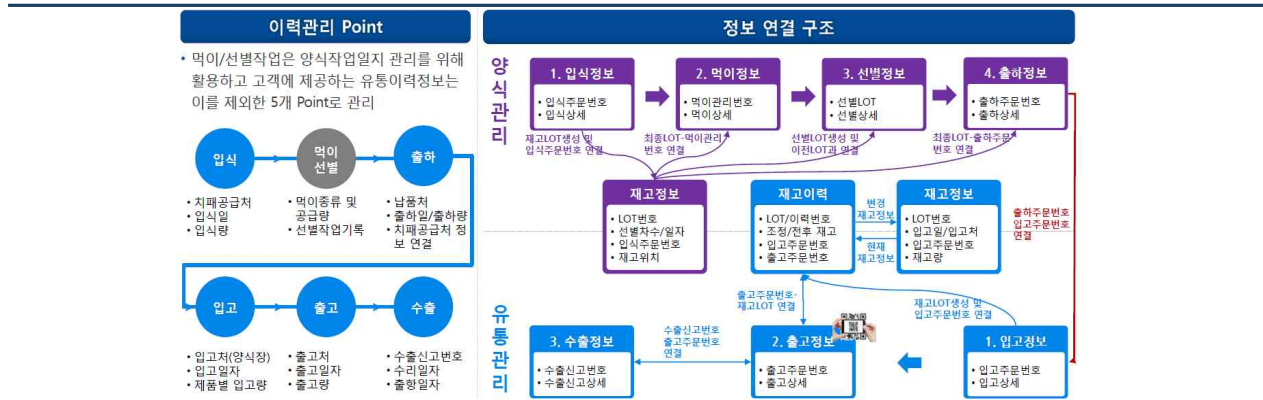 이력관리 Point
• 먹이/선별작업은 양식작업일지 관리를 위해
활용하고 고객에 제공하는 유통이력정보는
이를 제외한 5개 Point로 관리
입식
먹이
선별
출하
• 치패공급처
• 입식일
• 입식량
• 먹이종류 및
공급량
• 선별작업기록
• 납품처
• 출하일/출하량
• 치패공급처 정
보 연결
입고
출고
수출
• 입고처(양식장)
• 입고일자
• 제품별 입고량
• 출고처
• 출고일자
• 출고량
• 수출신고번호
• 수리일자
• 출항일자
정보 연결 구조
양식관리
1. 입식정보
• 입식주문번호
• 입식상세
2. 먹이정보
• 먹이관리번호
• 먹이상세
3. 선별정보
• 선별LOT
• 선별상세
4. 출하정보
• 출하주문번호
• 출하상세
재고LOT생성 및
입식주문번호 연결
최종LOT-먹이관리
번호 연결
선별LOT생성 및
이전LOT과 연결
최종LOT-출하주문
번호 연결
재고정보
• LOT번호
• 선별차수/일자
• 입식주문번호
• 재고위치
재고이력
• LOT/이력번호
• 조정/전후 재고
• 입고주문번호
• 출고주문번호
변경
재고정보
현재
재고정보
재고정보
• LOT번호
• 입고일/입고처
• 입고주문번호
• 재고량
출하주문번호
입고주문번호
연결
유통관리
출고주문번호-
재고LOT 연결
재고LOT생성 및
입고주문번호 연결
3. 수출정보
• 수출신고번호
• 수출신고상세
수출신고번호
출고주문번호
연결
2. 출고정보
• 출고주문번호
• 출고상세
1. 입고정보
• 입고주문번호
• 입고상세